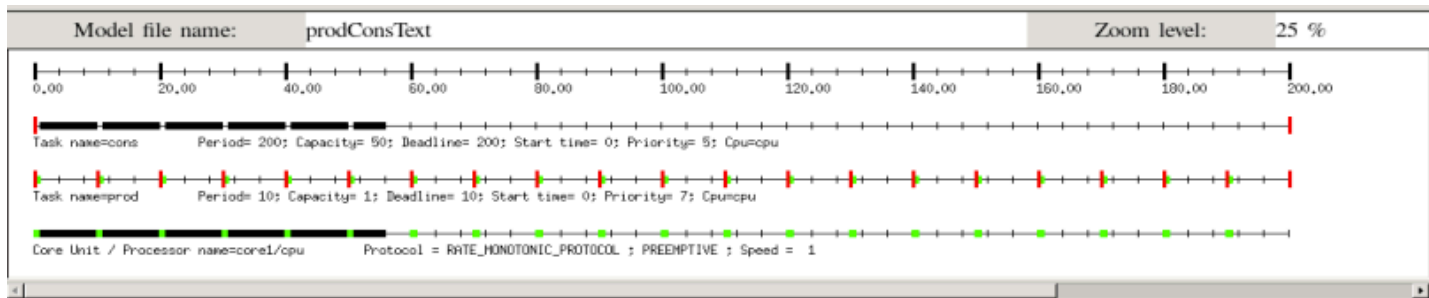 Model file name: prodConsText Zoom level: 25 %
0.00 20.00 40.00 60.00 80.00 100.00 120.00 140.00 160.00 180.00 200.00
Task name=cons Period= 200; Capacity= 50; Deadline= 200; Start time= 0; Priority= 5; Cpu=cpu
Task name=prod Period= 10; Capacity= 1; Deadline= 10; Start time= 0; Priority= 7; Cpu=cpu
Core Unit / Processor name=core1/cpu Protocol = RATE_MONOTONIC_PROTOCOL ; PREEMPTIVE ; Speed = 1